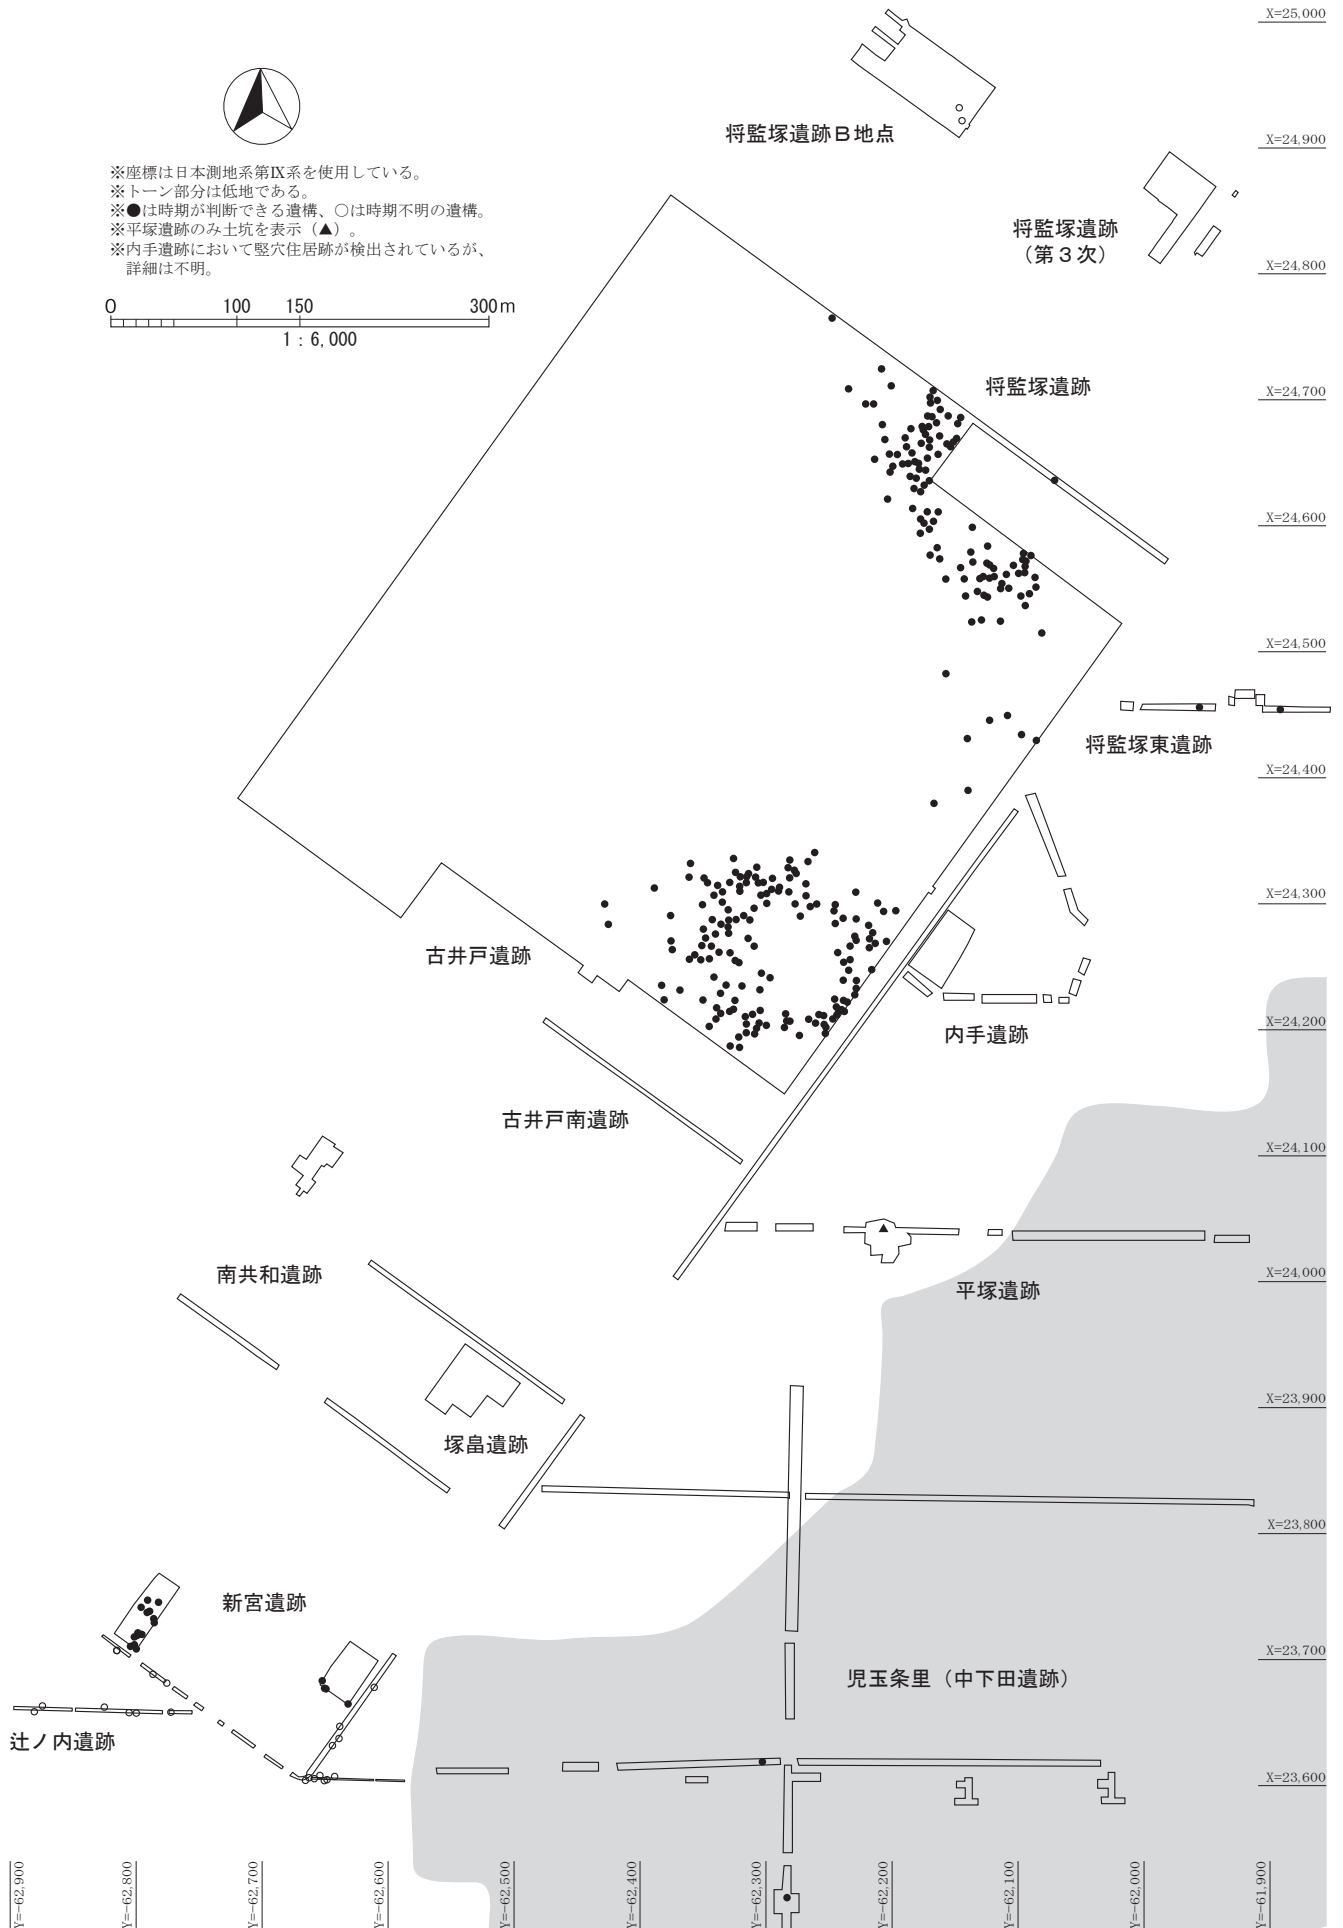 X=25,000
将監塚遺跡B地点
X=24,900
※座標は日本測地系第Ⅸ系を使用している。
※トーン部分は低地である。
※●は時期が判断できる遺構、○は時期不明の遺構。
※平塚遺跡のみ土坑を表示（▲）。
※内手遺跡において竪穴住居跡が検出されているが、
詳細は不明。
将監塚遺跡
（第３次）
X=24,800
0 100 150 300m
1：6,000
将監塚遺跡
X=24,700
X=24,600
X=24,500
将監塚東遺跡
X=24,400
X=24,300
古井戸遺跡
内手遺跡
X=24,200
古井戸南遺跡
X=24,100
南共和遺跡
X=24,000
平塚遺跡
X=23,900
塚畠遺跡
X=23,800
新宮遺跡
X=23,700
児玉条里（中下田遺跡）
辻ノ内遺跡
X=23,600
Y=-62,900
Y=-62,800
Y=-62,700
Y=-62,600
Y=-62,500
Y=-62,400
Y=-62,300
Y=-62,200
Y=-62,100
Y=-62,000
Y=-61,900